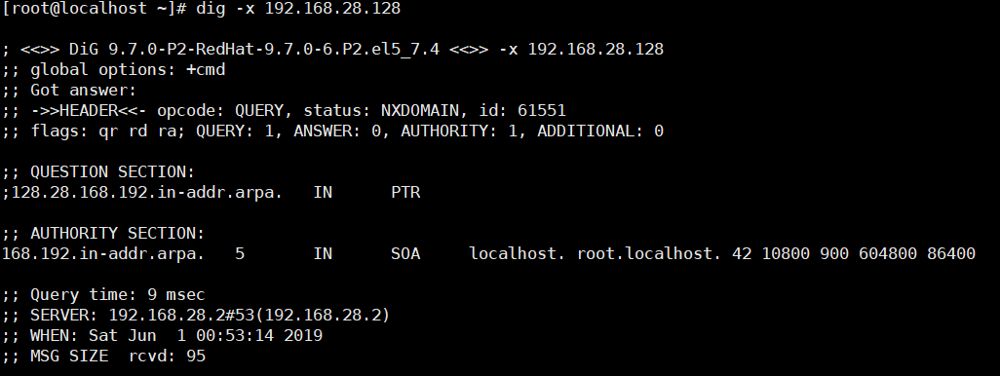 [root@localhost ~]# dig -x 192.168.28.128
; <<>> DiG 9.7.0-P2-RedHat-9.7.0-6.P2.el5_7.4 <<>> -x 192.168.28.128
;; global options: +cmd
;; Got answer:
;; ->>HEADER<<- opcode: QUERY, status: NXDOMAIN, id: 61551
;; flags: qr rd ra; QUERY: 1, ANSWER: 0, AUTHORITY: 1, ADDITIONAL: 0
;; QUESTION SECTION:
;128.28.168.192.in-addr.arpa.   IN      PTR
;; AUTHORITY SECTION:
168.192.in-addr.arpa.   5       IN      SOA     localhost. root.localhost. 42 10800 900 604800 86400
;; Query time: 9 msec
;; SERVER: 192.168.28.2#53(192.168.28.2)
;; WHEN: Sat Jun  1 00:53:14 2019
;; MSG SIZE  rcvd: 95